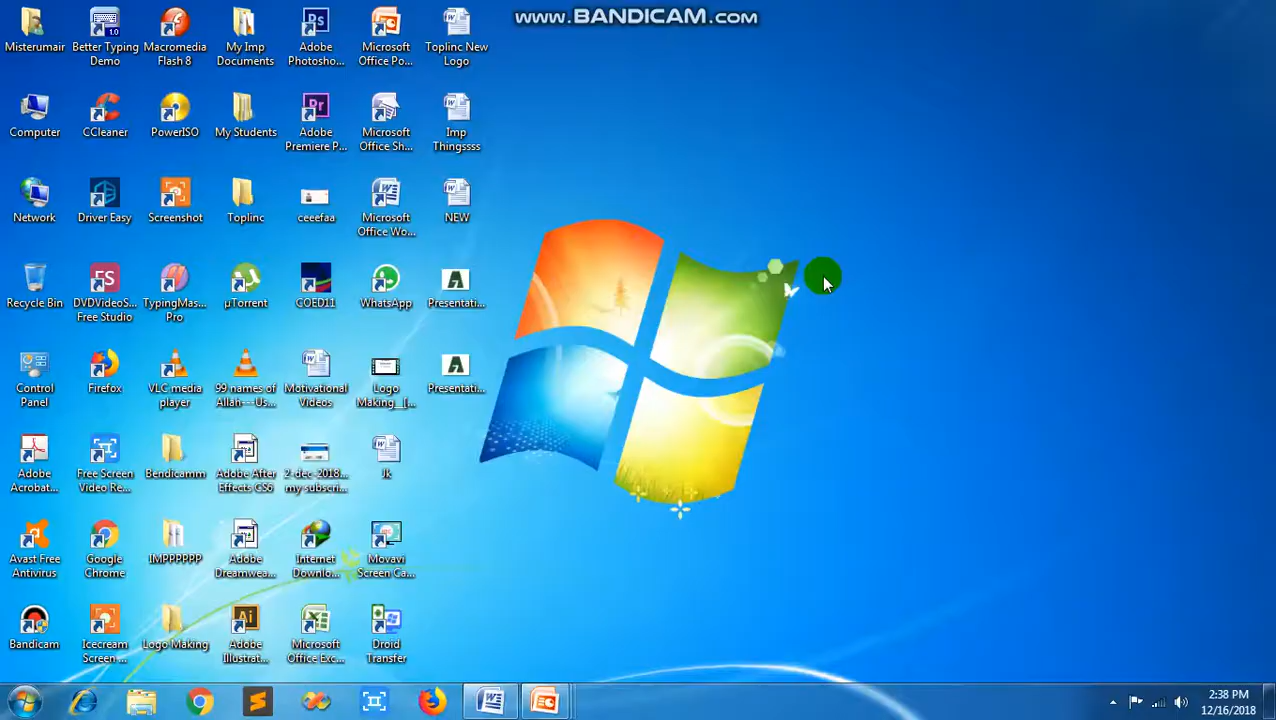 www.BANDICAM.com
Misterumair
Better Typing
Demo
Macromedia
Flash 8
My Imp
Documents
Adobe
Photosho...
Microsoft
Office Po...
Toplinc New
Logo
Computer
CCleaner
PowerISO
My Students
Adobe
Premiere P...
Microsoft
Office Sh...
Imp
Thingssss
Network
Driver Easy
Screenshot
Toplinc
ceeefaa
Microsoft
Office Wo...
NEW
Recycle Bin
DVDVideoS...
Free Studio
TypingMas...
Pro
µTorrent
COED11
WhatsApp
Presentati...
Control
Panel
Firefox
VLC media
player
99 names of
Allah---Us...
Motivational
Videos
Logo
Making__(...
Presentati...
Adobe
Acrobat...
Free Screen
Video Re...
Bendicamm
Adobe After
Effects CS6
2-dec-2018...
my subscri...
Avast Free
Antivirus
Google
Chrome
IMPPPPPP
Adobe
Dreamwea...
Internet
Downlo...
Movavi
Screen Ca...
Bandicam
Icecream
Screen ...
Logo Making
Adobe
Illustrat...
Microsoft
Office Exc...
Droid
Transfer
2:38 PM
12/16/2018